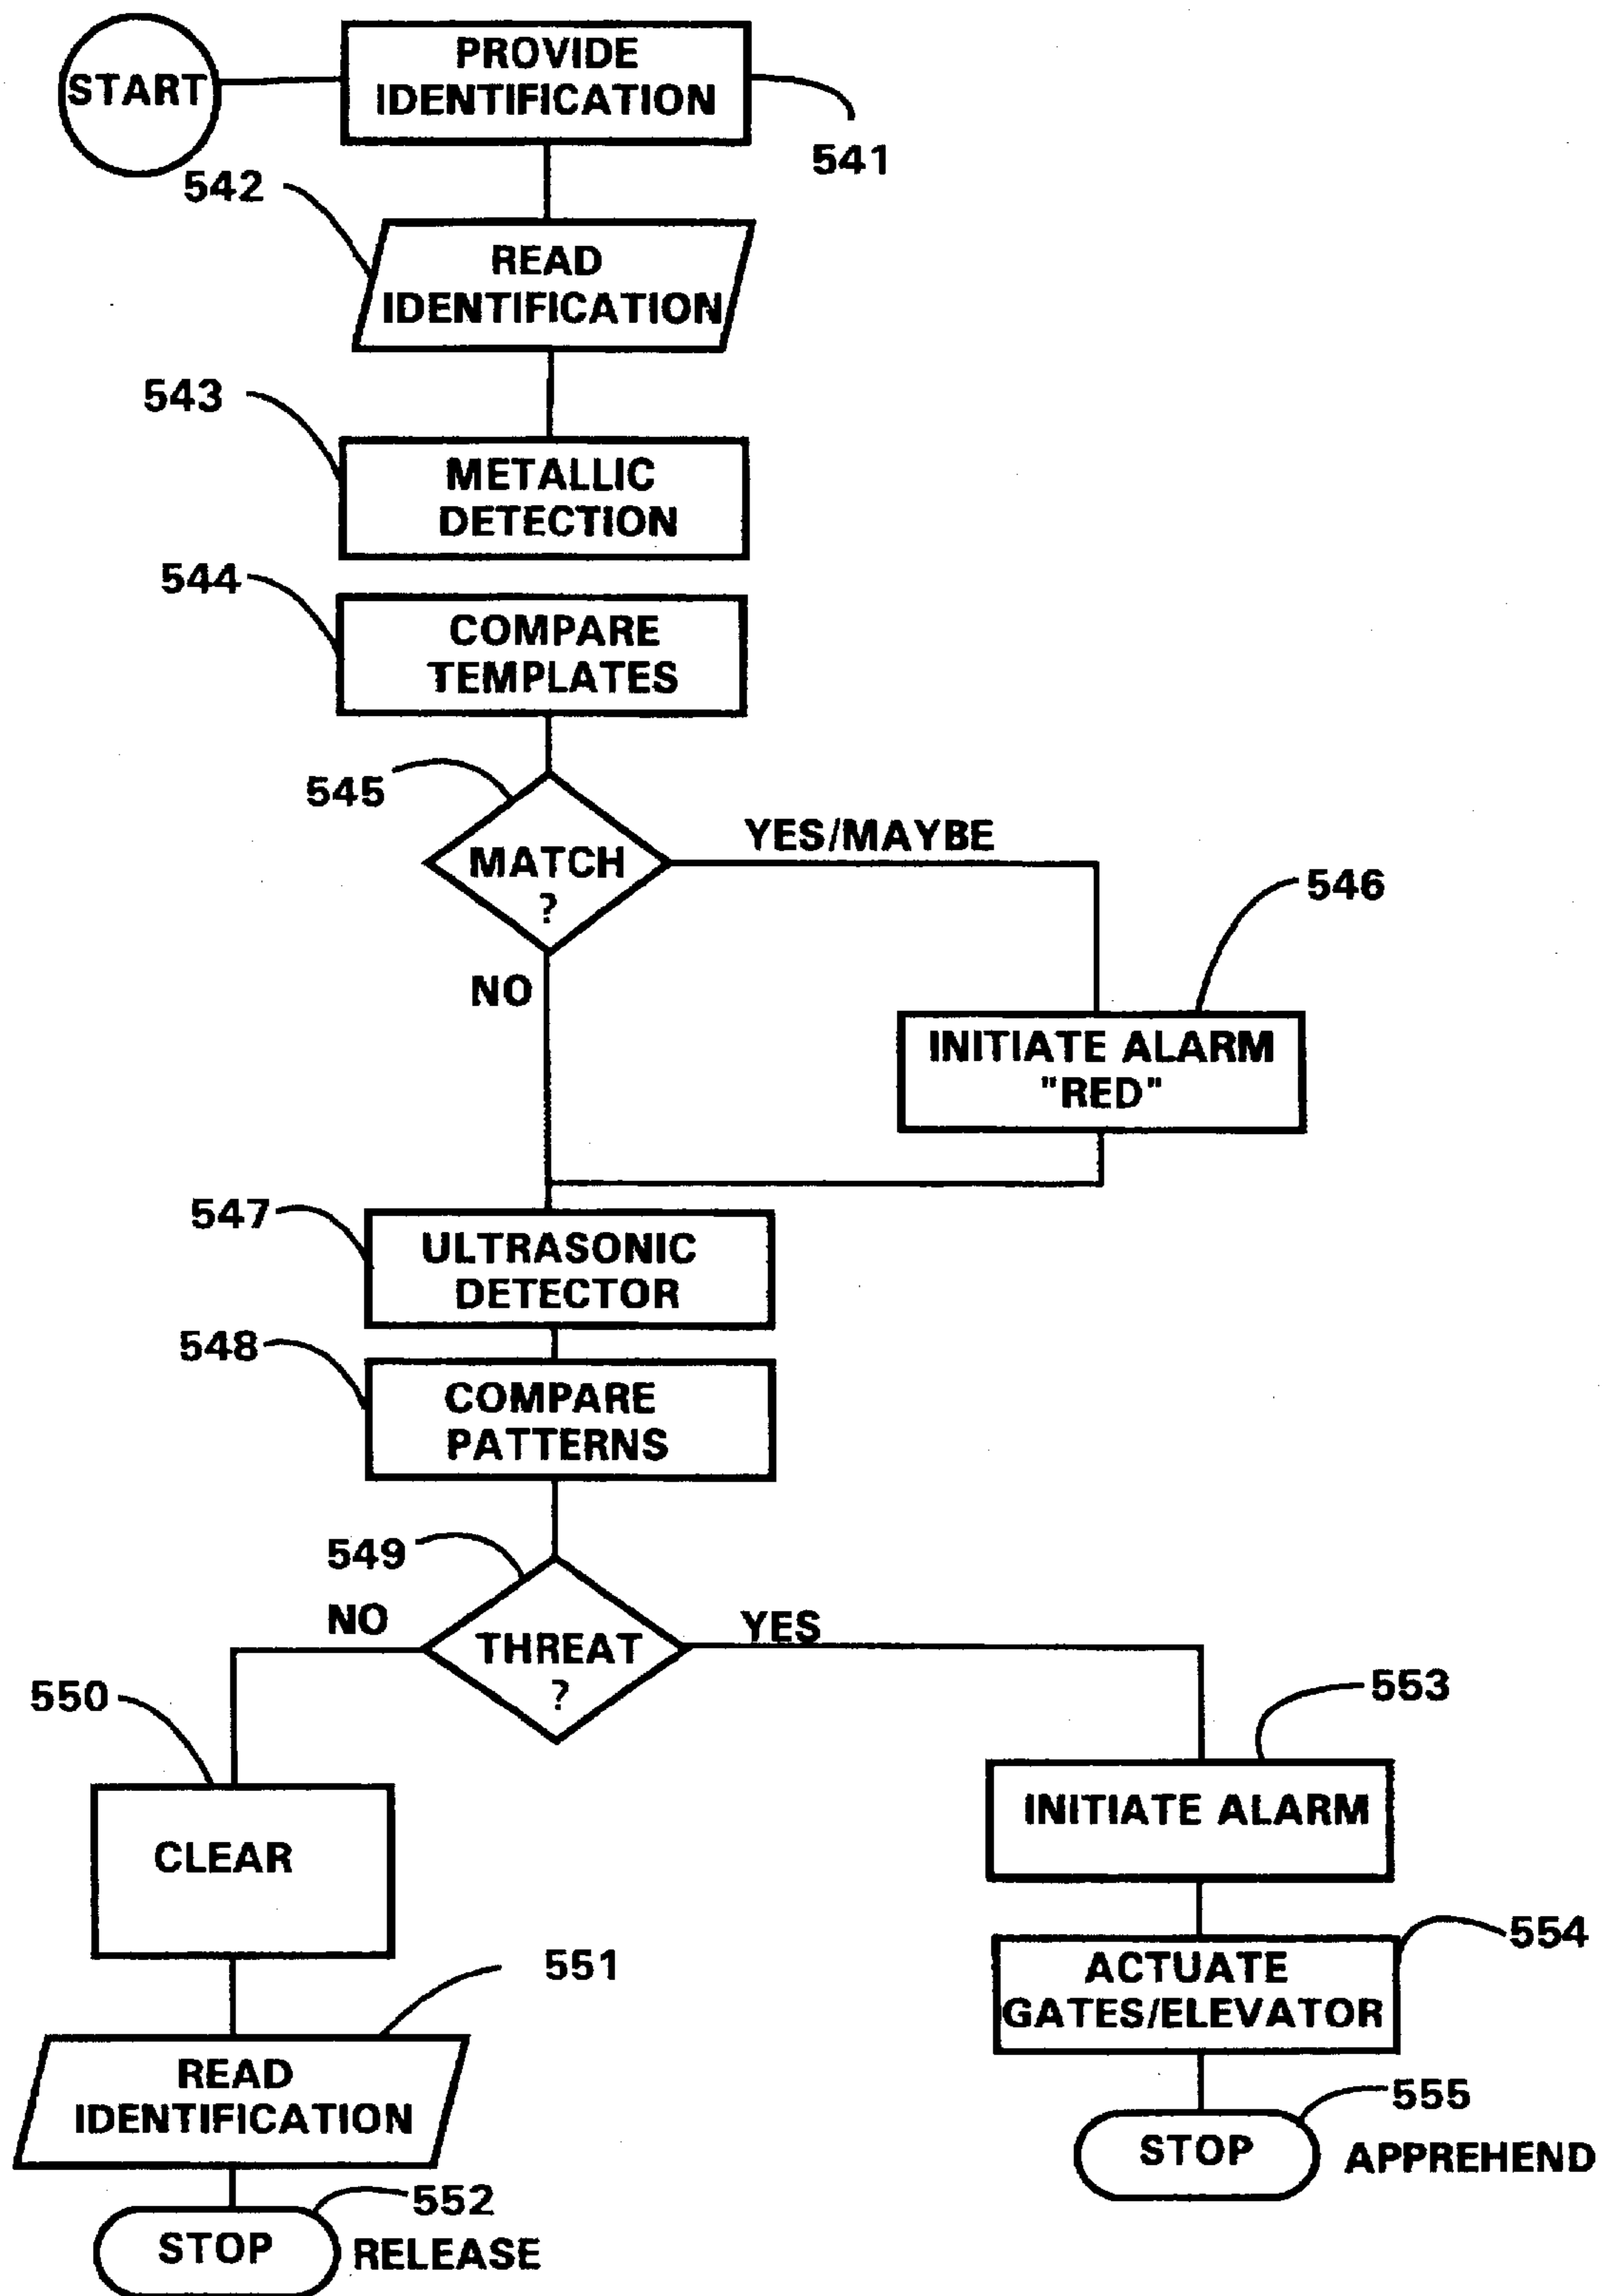 START
PROVIDE
IDENTIFICATION
541
542
READ
IDENTIFICATION
543
METALLIC
DETECTION
544
COMPARE
TEMPLATES
545
MATCH
?
YES/MAYBE
NO
546
INITIATE ALARM
"RED"
547
ULTRASONIC
DETECTOR
548
COMPARE
PATTERNS
549
THREAT
?
NO
YES
550
CLEAR
551
READ
IDENTIFICATION
552
STOP
RELEASE
553
INITIATE ALARM
554
ACTUATE
GATES/ELEVATOR
555
STOP
APPREHEND